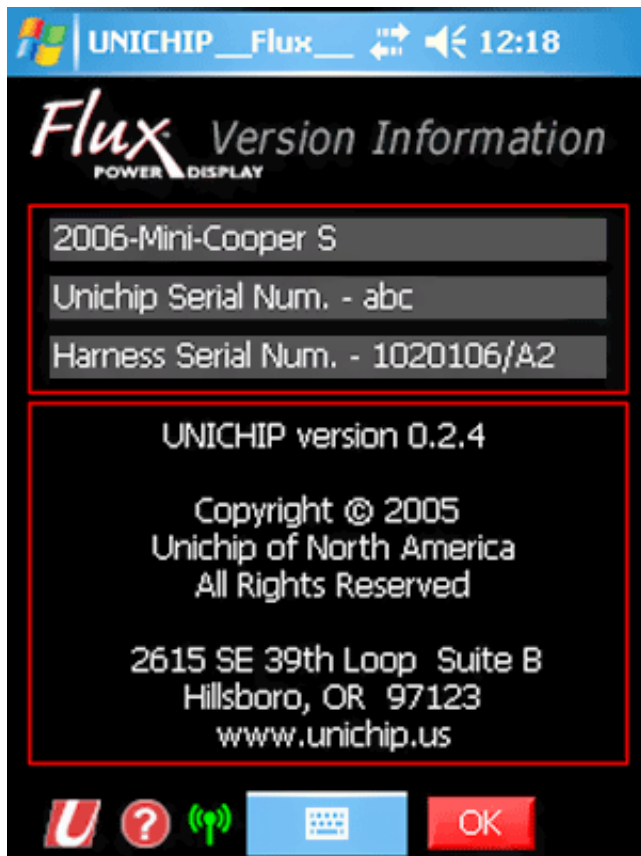 UNICHIP__Flux__ 12:18
Flux Version Information
POWER DISPLAY
2006-Mini-Cooper S
Unichip Serial Num. - abc
Harness Serial Num. - 1020106/A2
UNICHIP version 0.2.4
Copyright © 2005
Unichip of North America
All Rights Reserved
2615 SE 39th Loop  Suite B
Hillsboro, OR  97123
www.unichip.us
U ? OK